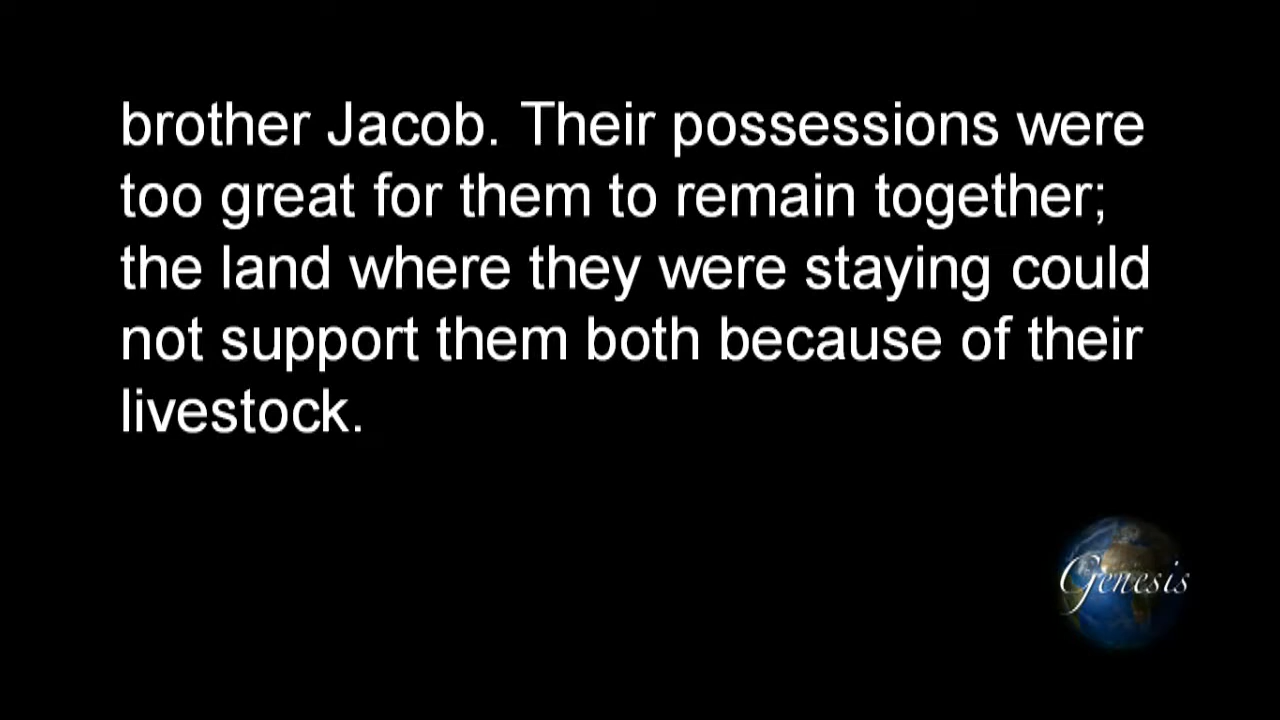 brother Jacob. Their possessions were
too great for them to remain together;
the land where they were staying could
not support them both because of their
livestock.
Genesis